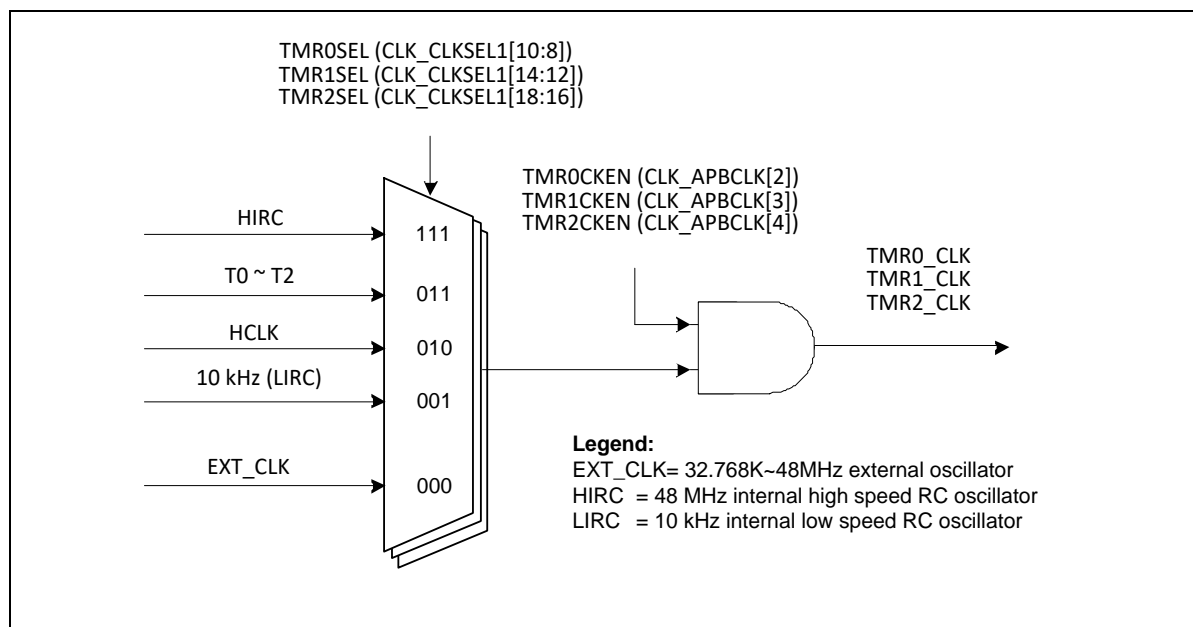 TMR0SEL (CLK_CLKSEL1[10:8])
TMR1SEL (CLK_CLKSEL1[14:12])
TMR2SEL (CLK_CLKSEL1[18:16])
TMR0CKEN (CLK_APBCLK[2])
TMR1CKEN (CLK_APBCLK[3])
TMR2CKEN (CLK_APBCLK[4])
HIRC
111
T0 ~ T2
011
HCLK
010
10 kHz (LIRC)
001
EXT_CLK
000
TMR0_CLK
TMR1_CLK
TMR2_CLK
Legend:
EXT_CLK= 32.768K~48MHz external oscillator
HIRC = 48 MHz internal high speed RC oscillator
LIRC = 10 kHz internal low speed RC oscillator